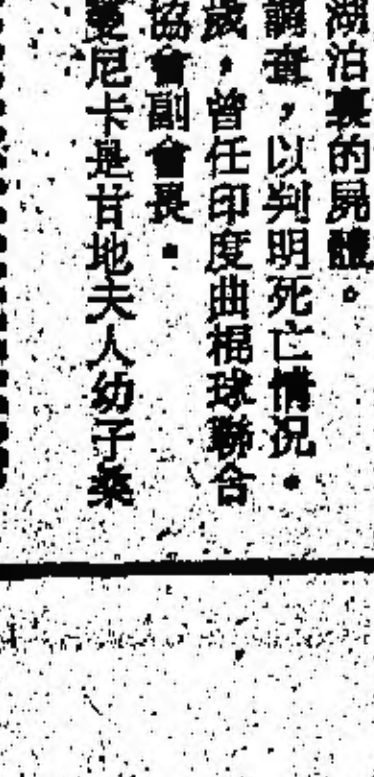 湖泊裏的屍體。
調查，以判明死亡情況。
歲，曾任印度曲棍球聯合
協會副會長。
曼尼卡是甘地夫人幼子桑